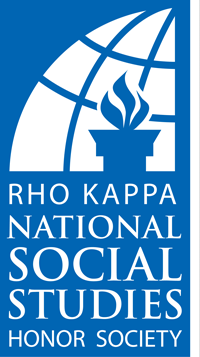 RHO KAPPA
NATIONAL
SOCIAL
STUDIES
HONOR SOCIETY